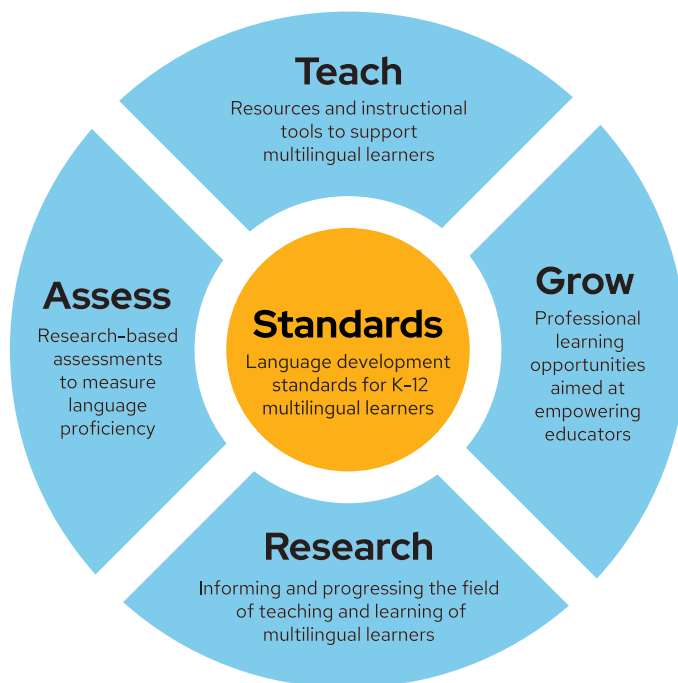 Teach
Resources and instructional
tools to support
multilingual learners
Assess
Research-based
assessments
to measure
language
proficiency
Standards
Language development
standards for K-12
multilingual learners
Grow
Professional
learning
opportunities
aimed at
empowering
educators
Research
Informing and progressing the field
of teaching and learning of
multilingual learners